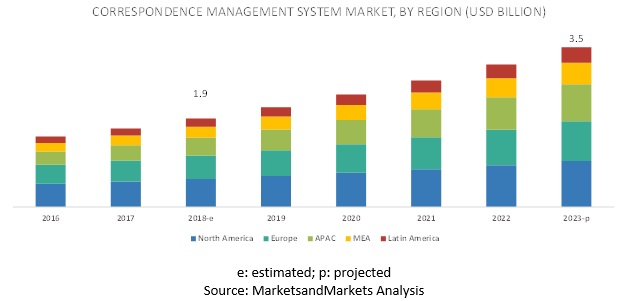 CORRESPONDENCE MANAGEMENT SYSTEM MARKET, BY REGION (USD BILLION)
3.5
1.9
2016 2017 2018-e 2019 2020 2021 2022 2023-p
North America Europe APAC MEA Latin America
e: estimated; p: projected
Source: MarketsandMarkets Analysis